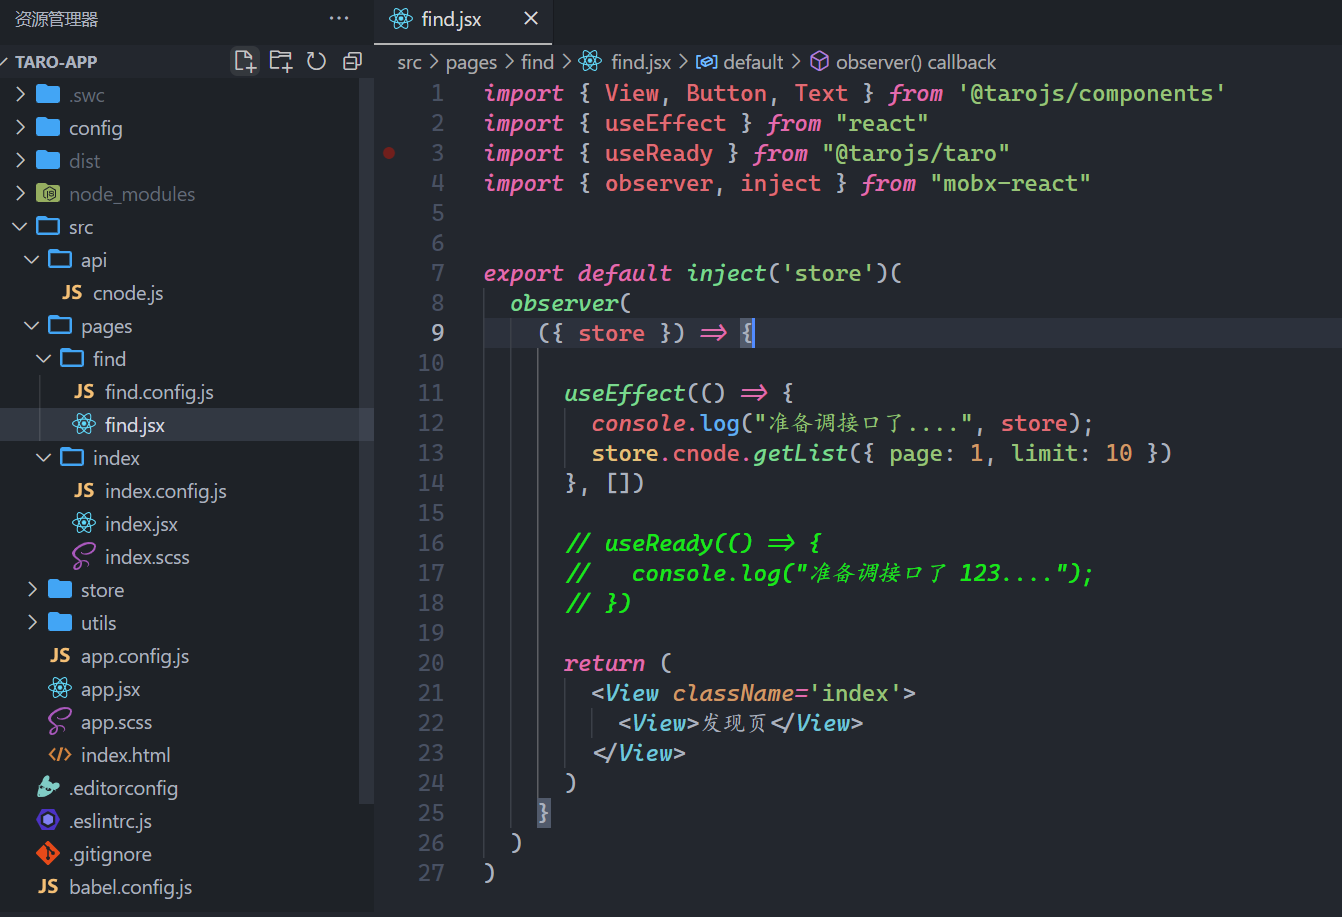 资源管理器 ...
TARO-APP
.swc
config
dist
node_modules
src
api
JS cnode.js
pages
find
JS find.config.js
find.jsx
index
JS index.config.js
index.jsx
index.scss
store
utils
JS app.config.js
app.jsx
app.scss
index.html
.editorconfig
.eslintrc.js
.gitignore
JS babel.config.js
find.jsx
src > pages > find > find.jsx > default > observer() callback
1 import { View, Button, Text } from '@tarojs/components'
2 import { useEffect } from "react"
3 import { useReady } from "@tarojs/taro"
4 import { observer, inject } from "mobx-react"
5
6
7 export default inject('store')(
8 observer(
9 ({ store }) => {
10
11 useEffect(() => {
12 console.log("准备调接口了....", store);
13 store.cnode.getList({ page: 1, limit: 10 })
14 }, [])
15
16 // useReady(() => {
17 // console.log("准备调接口了 123....");
18 // })
19
20 return (
21 <View className='index'>
22 <View>发现页</View>
23 </View>
24 )
25 }
26 )
27 )